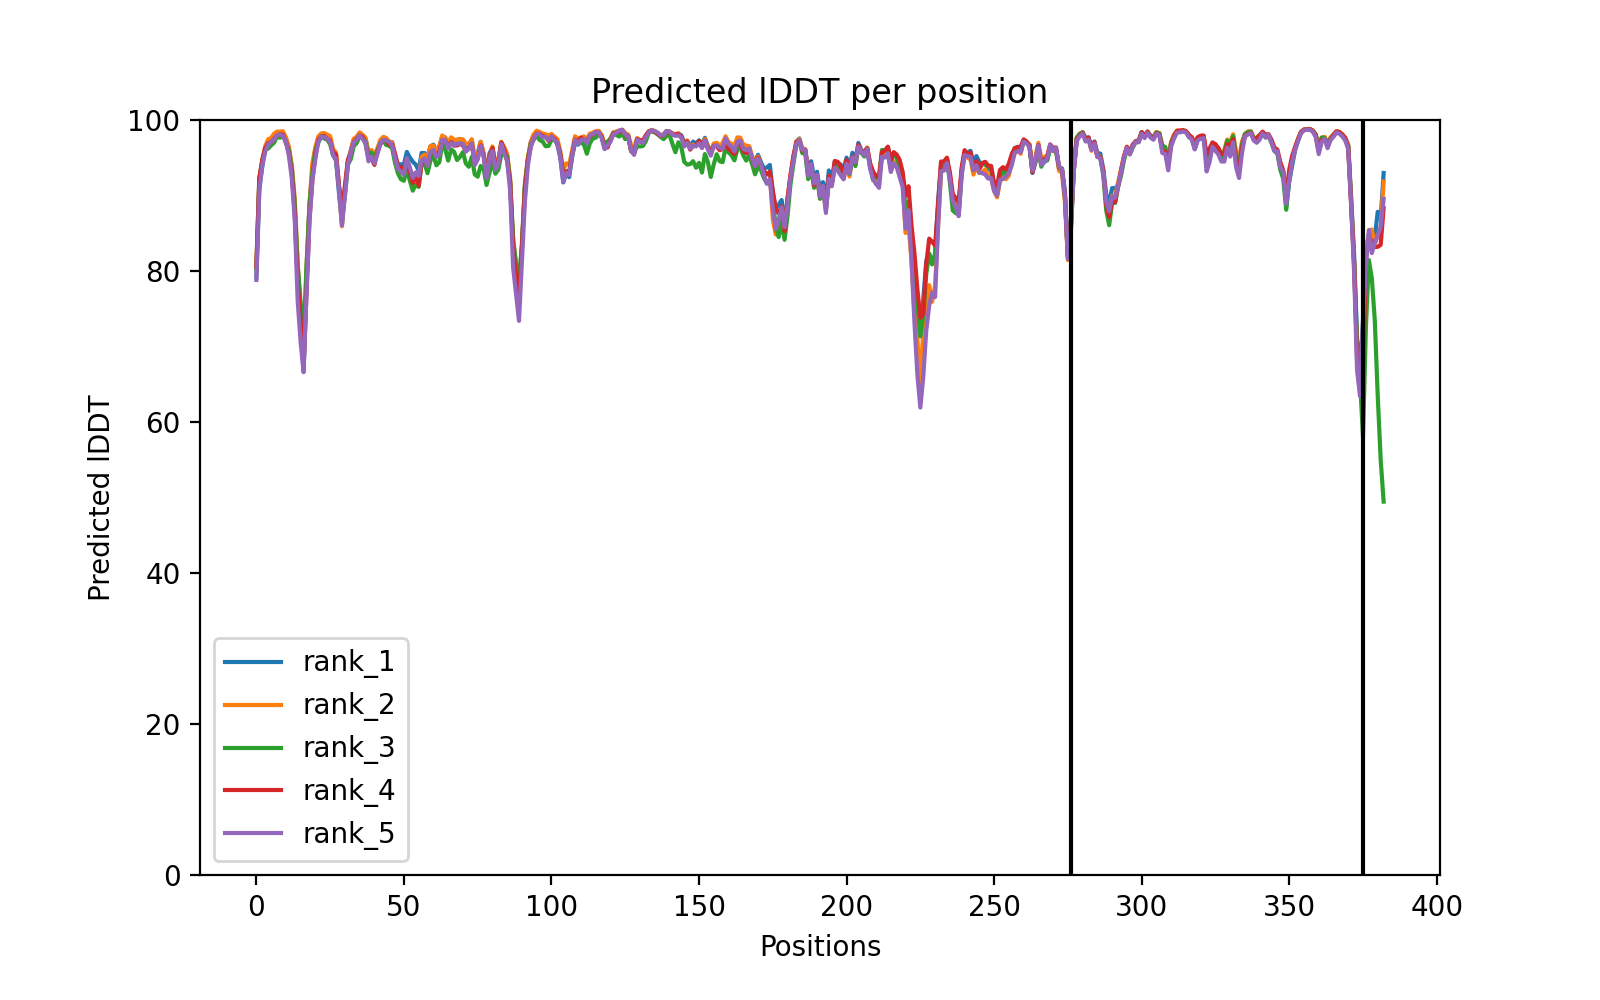 Predicted lDDT per position
100
80
60
40
20
0
Predicted lDDT
rank_1
rank_2
rank_3
rank_4
rank_5
0 50 100 150 200 250 300 350 400
Positions